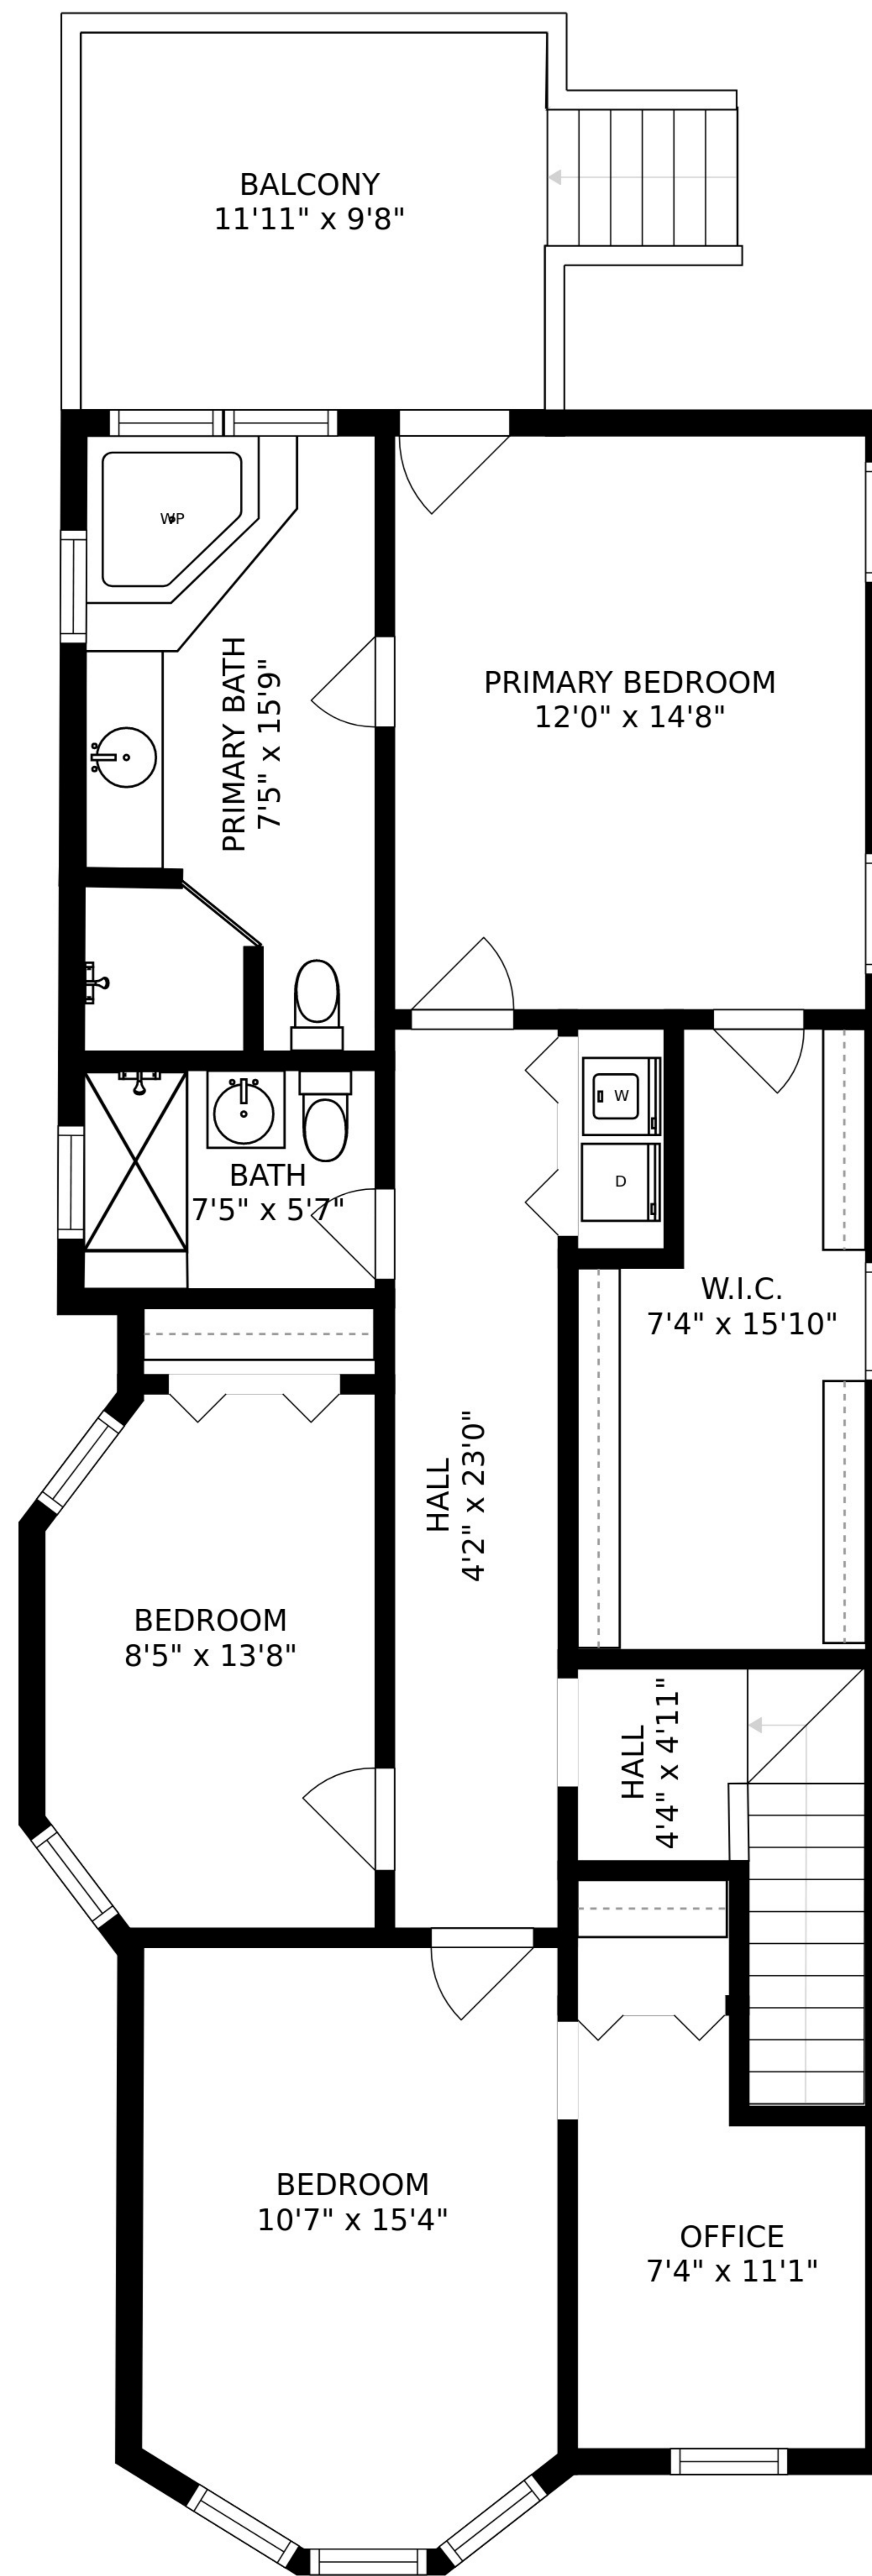 BALCONY
11'11" x 9'8"
WP
PRIMARY BATH
7'5" x 15'9"
PRIMARY BEDROOM
12'0" x 14'8"
W
D
BATH
7'5" x 5'7"
W.I.C.
7'4" x 15'10"
HALL
4'2" x 23'0"
BEDROOM
8'5" x 13'8"
HALL
4'4" x 4'11"
BEDROOM
10'7" x 15'4"
OFFICE
7'4" x 11'1"